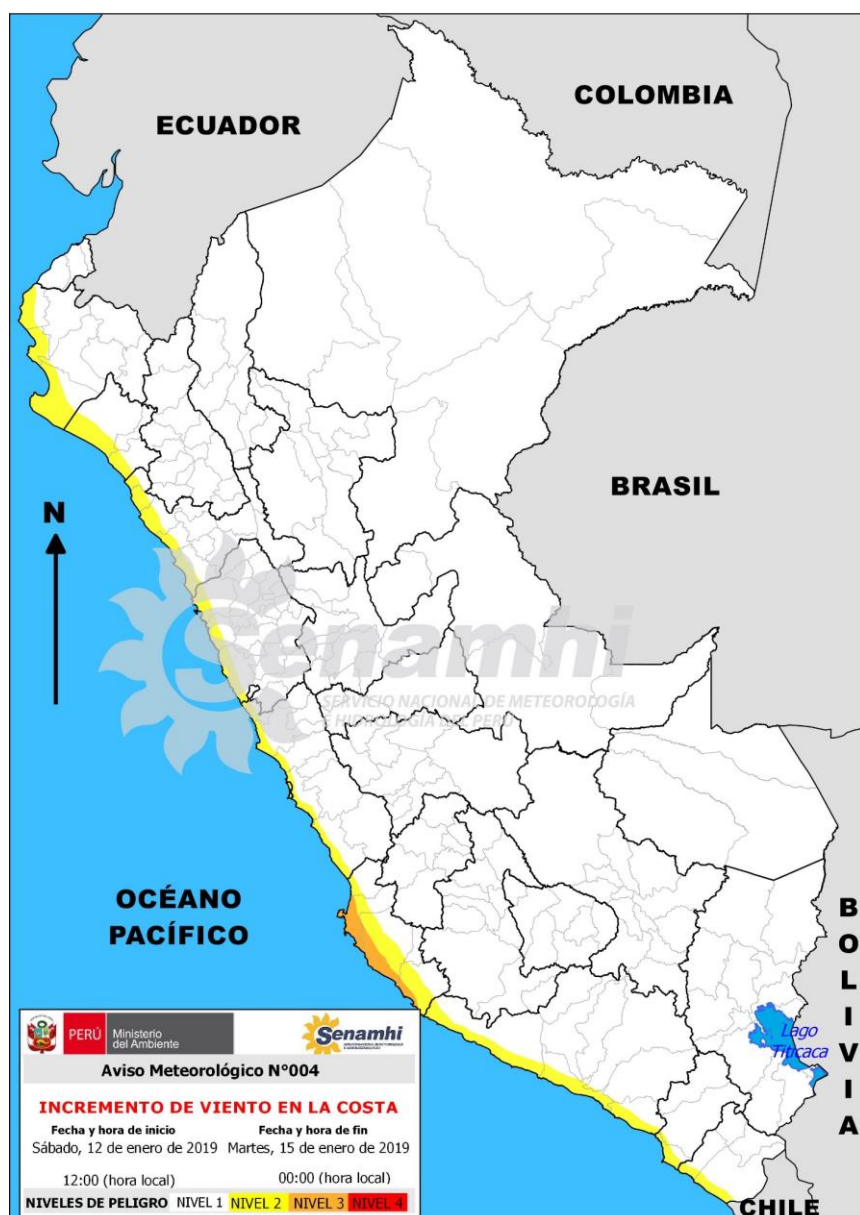 COLOMBIA
ECUADOR
BRASIL
N
Senamhi
SERVICIO NACIONAL DE METEOROLOGÍA
E HIDROLOGÍA DEL PERÚ
OCÉANO
PACÍFICO
BOLIVIA
Lago
Titicaca
PERÚ Ministerio
del Ambiente
Senamhi
Aviso Meteorológico N°004
INCREMENTO DE VIENTO EN LA COSTA
Fecha y hora de inicio Fecha y hora de fin
Sábado, 12 de enero de 2019 Martes, 15 de enero de 2019
12:00 (hora local) 00:00 (hora local)
NIVELES DE PELIGRO NIVEL 1 NIVEL 2 NIVEL 3 NIVEL 4
CHILE